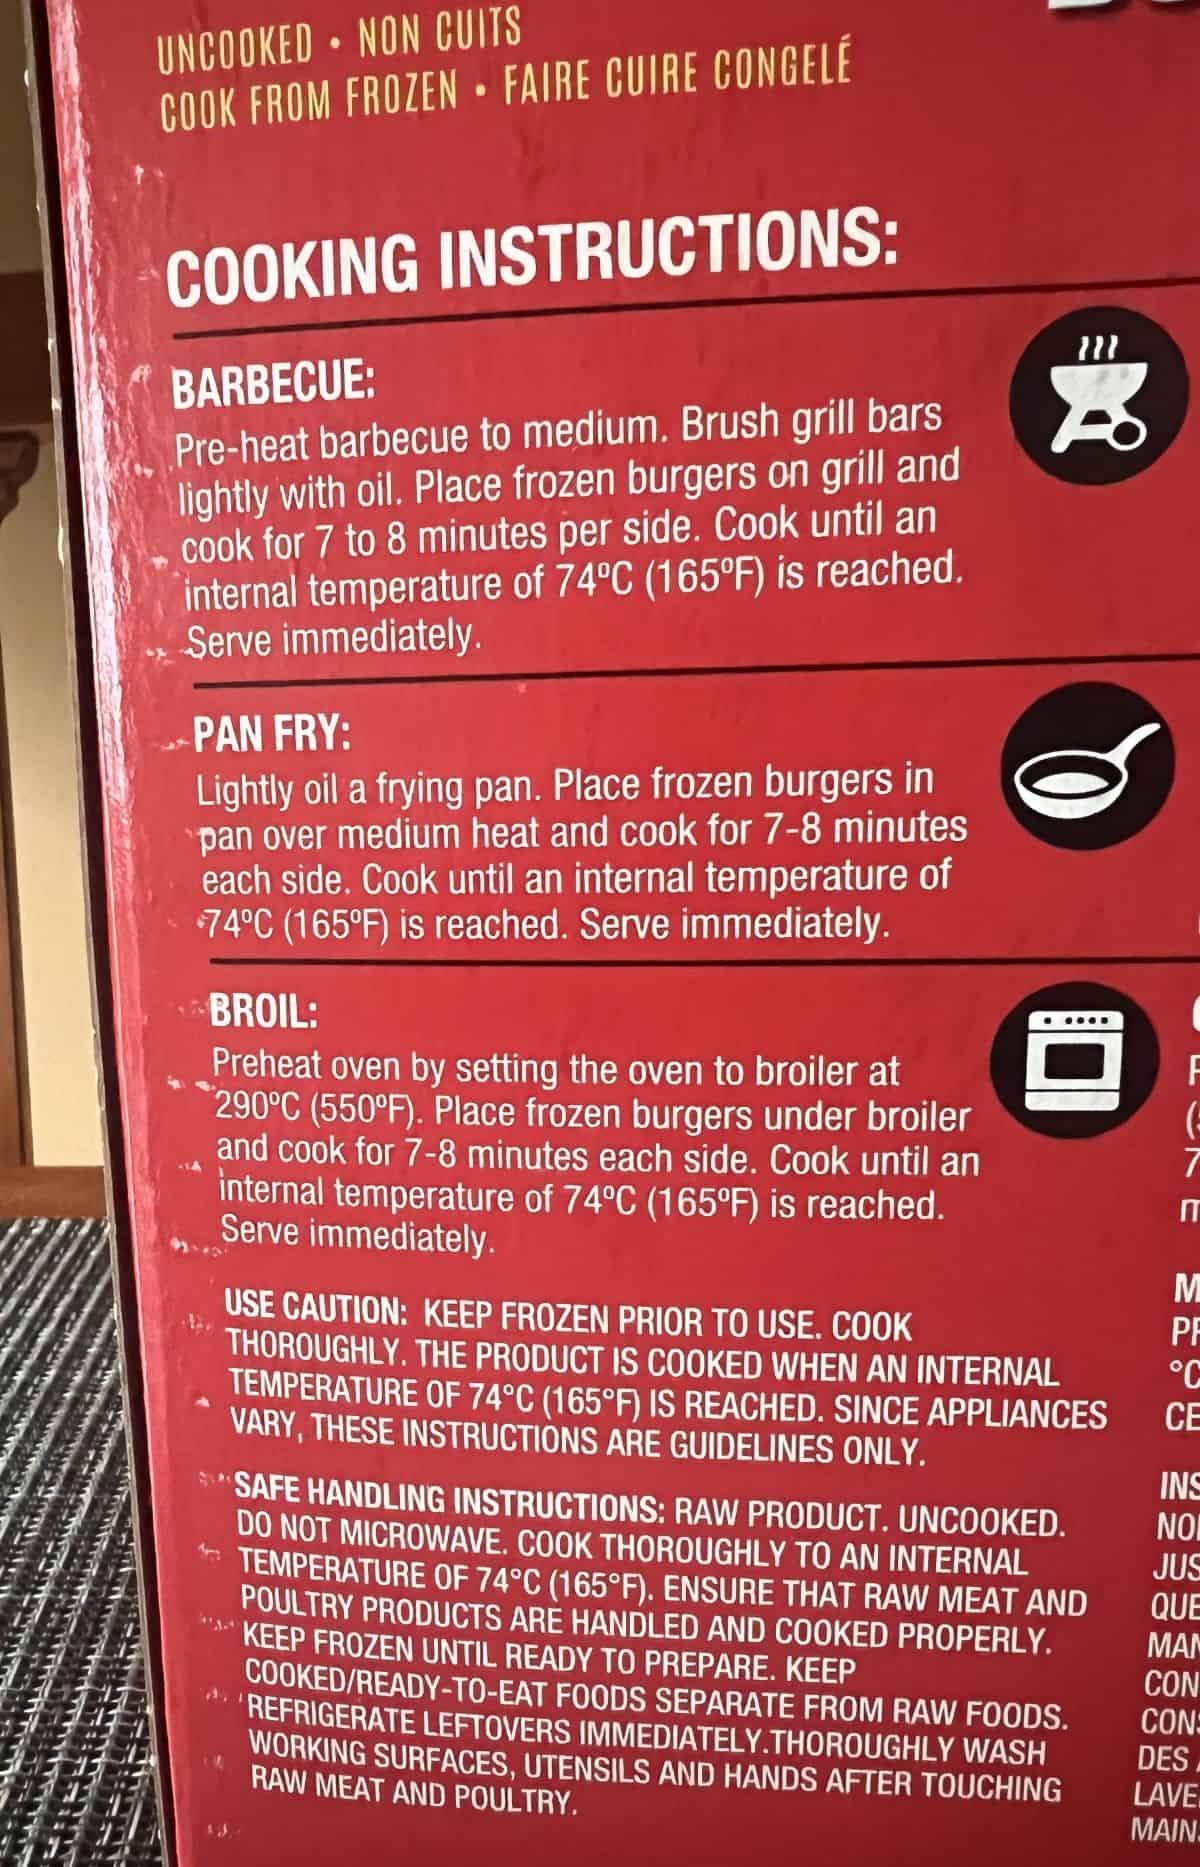 UNCOOKED • NON CUITS
COOK FROM FROZEN • FAIRE CUIRE CONGELÉ
COOKING INSTRUCTIONS:
BARBECUE:
Pre-heat barbecue to medium. Brush grill bars
lightly with oil. Place frozen burgers on grill and
cook for 7 to 8 minutes per side. Cook until an
internal temperature of 74ºC (165ºF) is reached.
Serve immediately.
PAN FRY:
Lightly oil a frying pan. Place frozen burgers in
pan over medium heat and cook for 7-8 minutes
each side. Cook until an internal temperature of
74ºC (165ºF) is reached. Serve immediately.
BROIL:
Preheat oven by setting the oven to broiler at
290ºC (550ºF). Place frozen burgers under broiler
and cook for 7-8 minutes each side. Cook until an
internal temperature of 74ºC (165ºF) is reached.
Serve immediately.
USE CAUTION: KEEP FROZEN PRIOR TO USE. COOK
THOROUGHLY. THE PRODUCT IS COOKED WHEN AN INTERNAL
TEMPERATURE OF 74°C (165°F) IS REACHED. SINCE APPLIANCES
VARY, THESE INSTRUCTIONS ARE GUIDELINES ONLY.
SAFE HANDLING INSTRUCTIONS: RAW PRODUCT. UNCOOKED.
DO NOT MICROWAVE. COOK THOROUGHLY TO AN INTERNAL
TEMPERATURE OF 74°C (165°F). ENSURE THAT RAW MEAT AND
POULTRY PRODUCTS ARE HANDLED AND COOKED PROPERLY.
KEEP FROZEN UNTIL READY TO PREPARE. KEEP
COOKED/READY-TO-EAT FOODS SEPARATE FROM RAW FOODS.
REFRIGERATE LEFTOVERS IMMEDIATELY.THOROUGHLY WASH
WORKING SURFACES, UTENSILS AND HANDS AFTER TOUCHING
RAW MEAT AND POULTRY.
DES